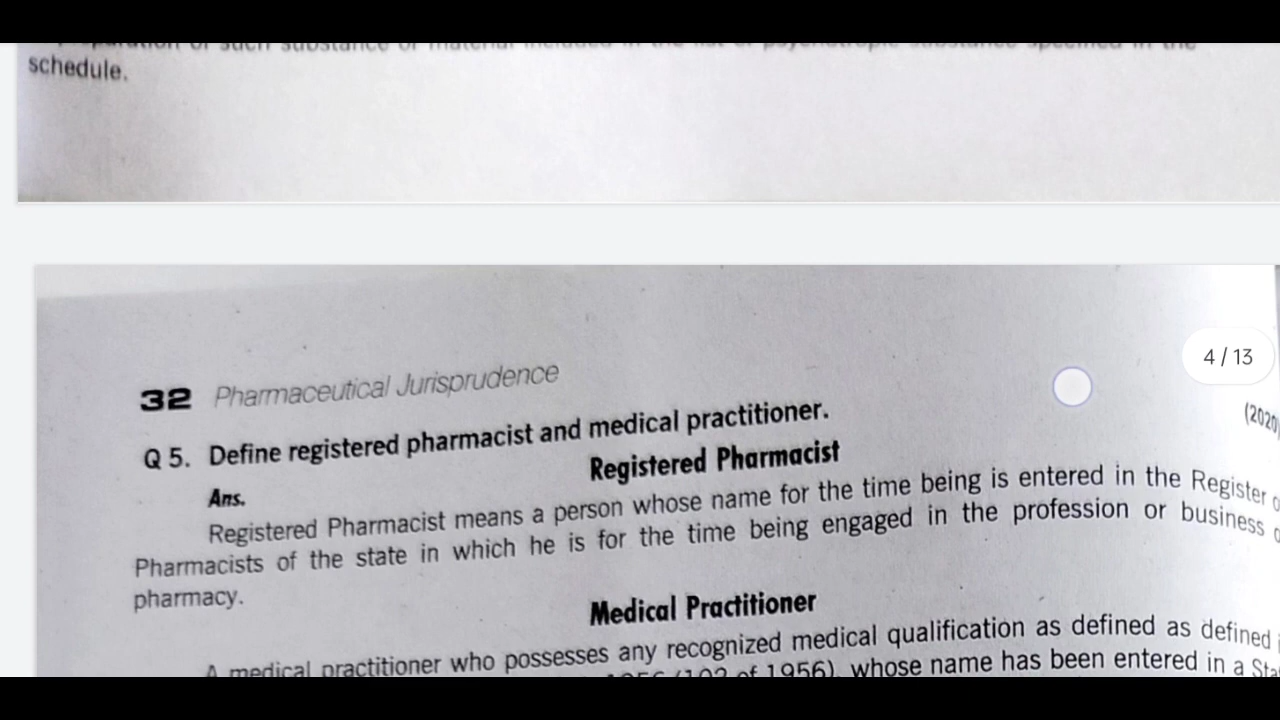 schedule.
4 / 13
32 Pharmaceutical Jurisprudence
(2020
Q 5. Define registered pharmacist and medical practitioner.
Registered Pharmacist
Ans.
Registered Pharmacist means a person whose name for the time being is entered in the Register
Pharmacists of the state in which he is for the time being engaged in the profession or business
pharmacy.
Medical Practitioner
A medical practitioner who possesses any recognized medical qualification as defined as defined
of 1956), whose name has been entered in a